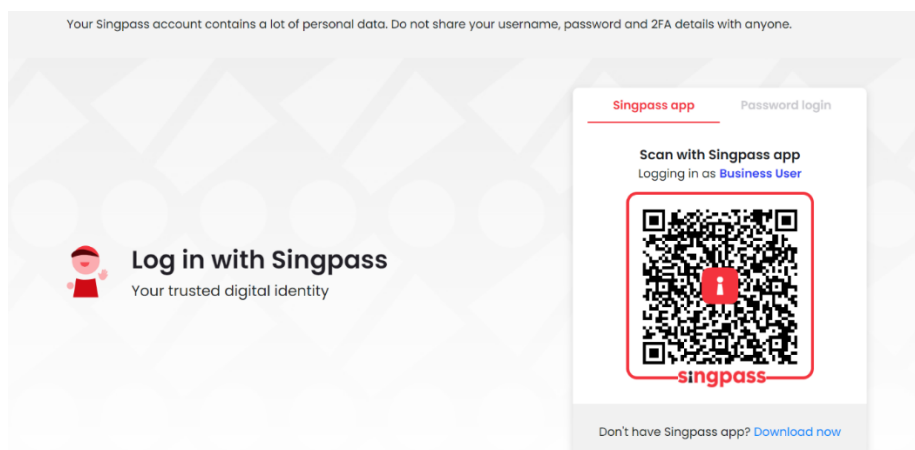 Your Singpass account contains a lot of personal data. Do not share your username, password and 2FA details with anyone.
Singpass app
Password login
Scan with Singpass app
Logging in as Business User
Log in with Singpass
Your trusted digital identity
singpass
Don't have Singpass app? Download now